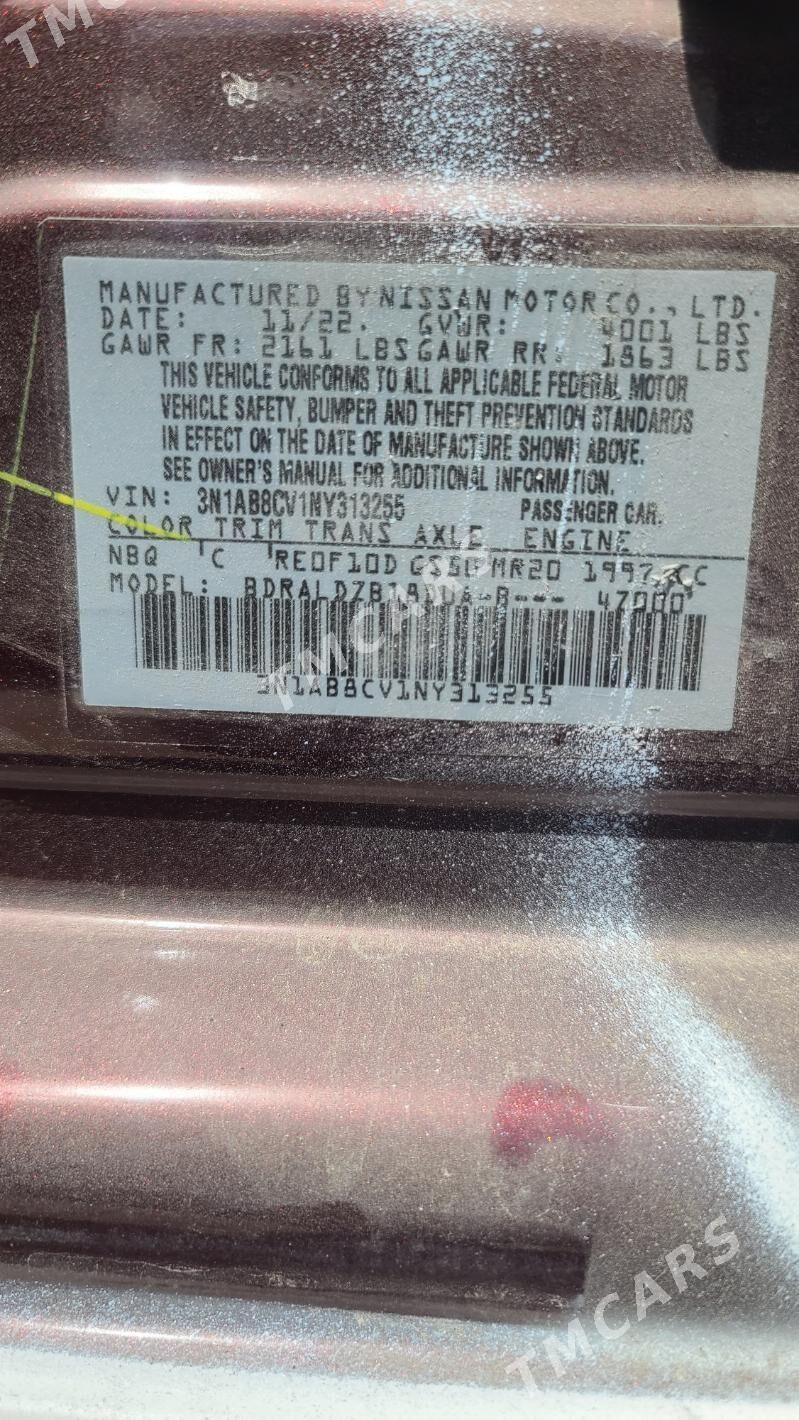 TMCARS
MANUFACTURED BY NISSAN MOTOR CO., LTD.
DATE: 11/22. GVWR: 4001 LBS
GAWR FR: 2161 LBS GAWR RR: 1863 LBS
THIS VEHICLE CONFORMS TO ALL APPLICABLE FEDERAL MOTOR
VEHICLE SAFETY, BUMPER AND THEFT PREVENTION STANDARDS
IN EFFECT ON THE DATE OF MANUFACTURE SHOWN ABOVE.
SEE OWNER'S MANUAL FOR ADDITIONAL INFORMATION.
VIN: 3N1AB8CV1NY313255 PASSENGER CAR.
COLOR TRIM TRANS AXLE ENGINE
NBQ C RE0F10D GS50 MR20 1997 CC
MODEL: 47000
TMCARS
3N1AB8CV1NY313255
TMCARS